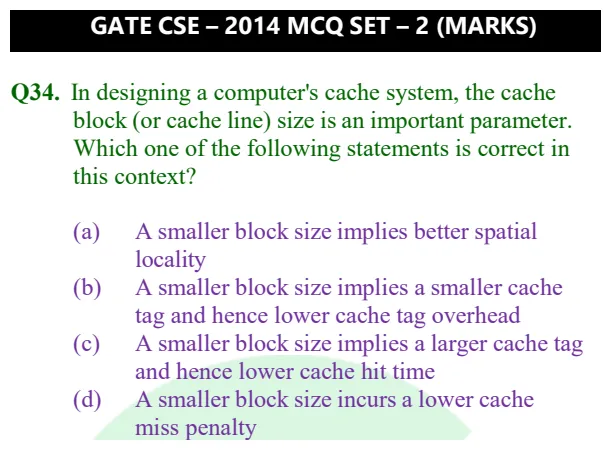 GATE CSE – 2014 MCQ SET – 2 (MARKS)
Q34. In designing a computer's cache system, the cache
block (or cache line) size is an important parameter.
Which one of the following statements is correct in
this context?
(a) A smaller block size implies better spatial
locality
(b) A smaller block size implies a smaller cache
tag and hence lower cache tag overhead
(c) A smaller block size implies a larger cache tag
and hence lower cache hit time
(d) A smaller block size incurs a lower cache
miss penalty